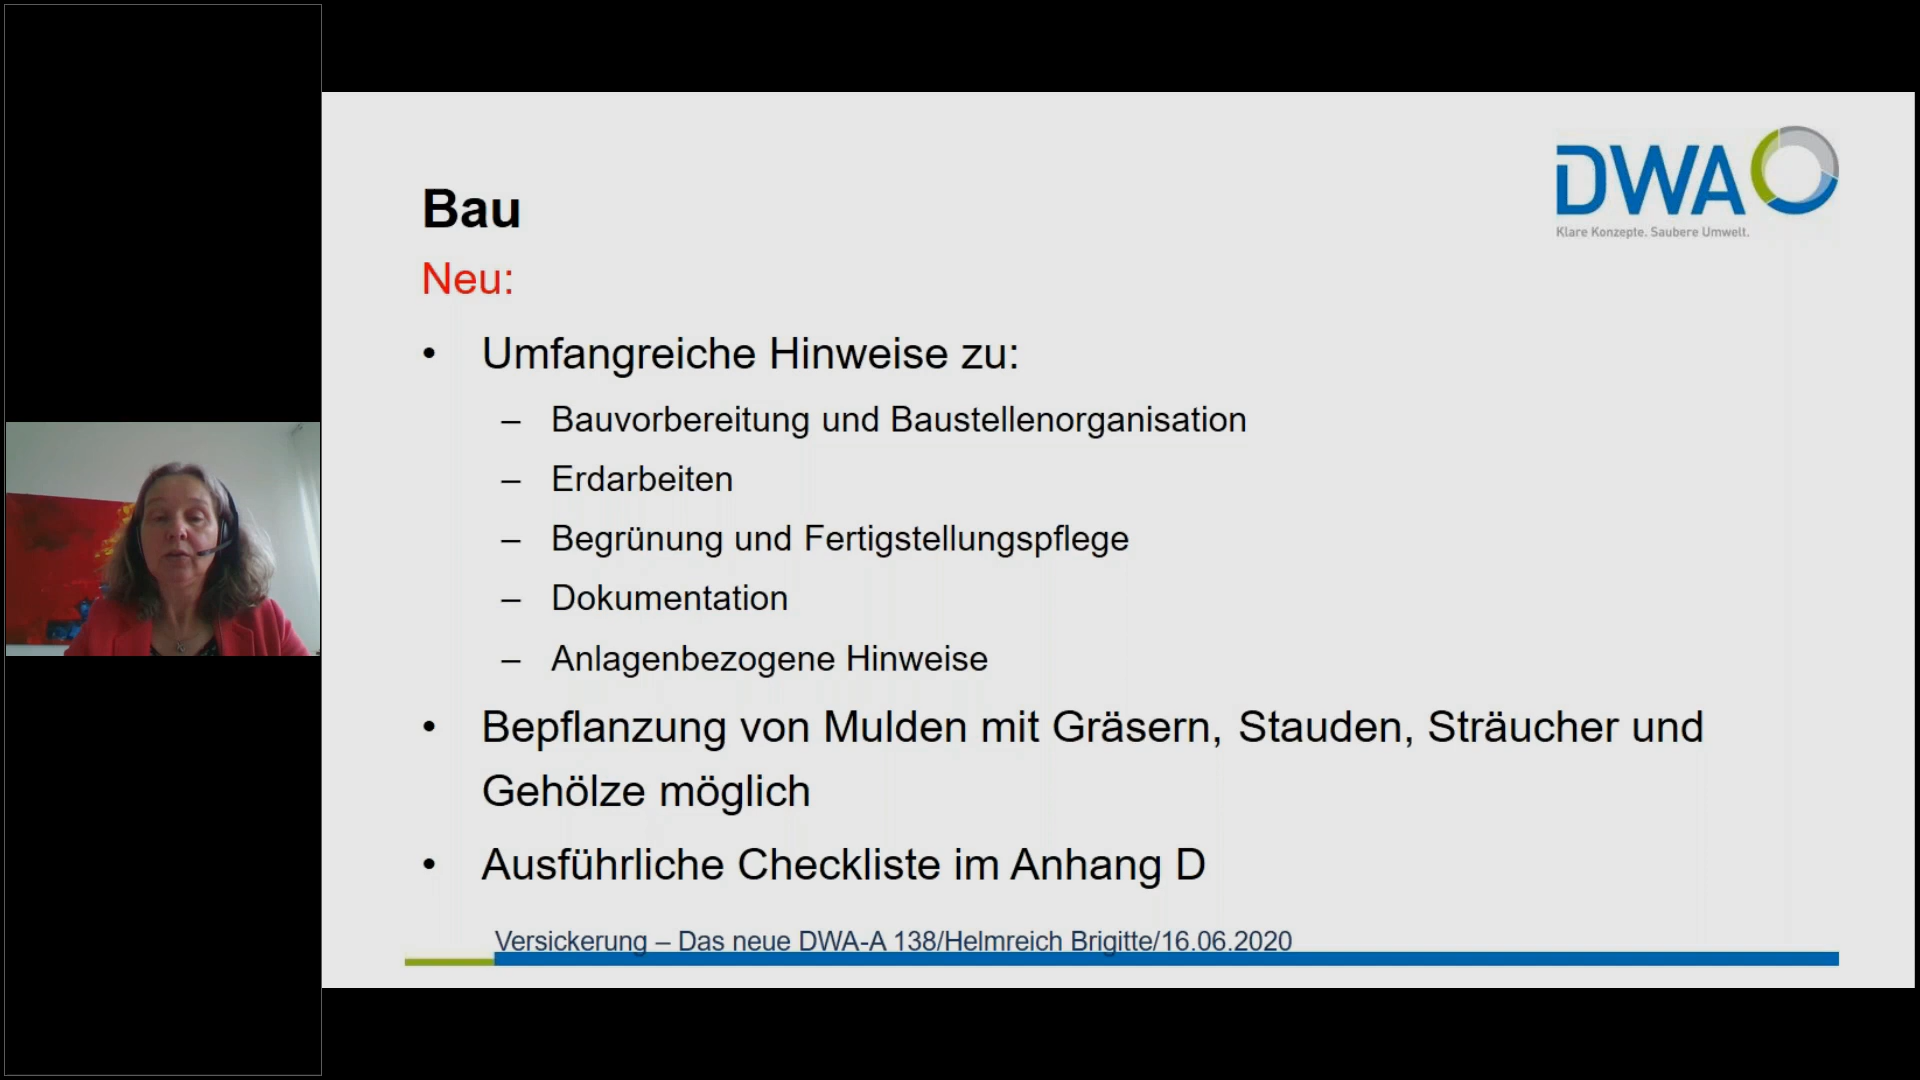 DWA
Klare Konzepte. Saubere Umwelt.
Bau
Neu:
• Umfangreiche Hinweise zu:
– Bauvorbereitung und Baustellenorganisation
– Erdarbeiten
– Begrünung und Fertigstellungspflege
– Dokumentation
– Anlagenbezogene Hinweise
• Bepflanzung von Mulden mit Gräsern, Stauden, Sträucher und
Gehölze möglich
• Ausführliche Checkliste im Anhang D
Versickerung – Das neue DWA-A 138/Helmreich Brigitte/16.06.2020